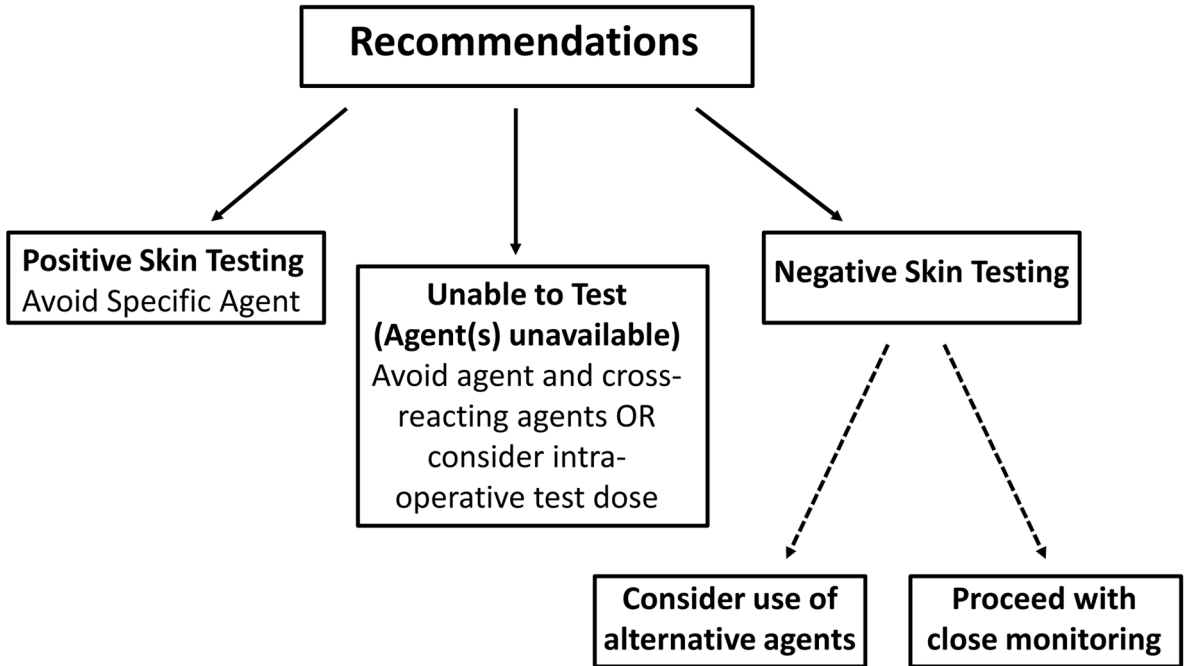 Recommendations
Positive Skin Testing
Avoid Specific Agent
Unable to Test
(Agent(s) unavailable)
Avoid agent and cross-
reacting agents OR
consider intra-
operative test dose
Negative Skin Testing
Consider use of
alternative agents
Proceed with
close monitoring